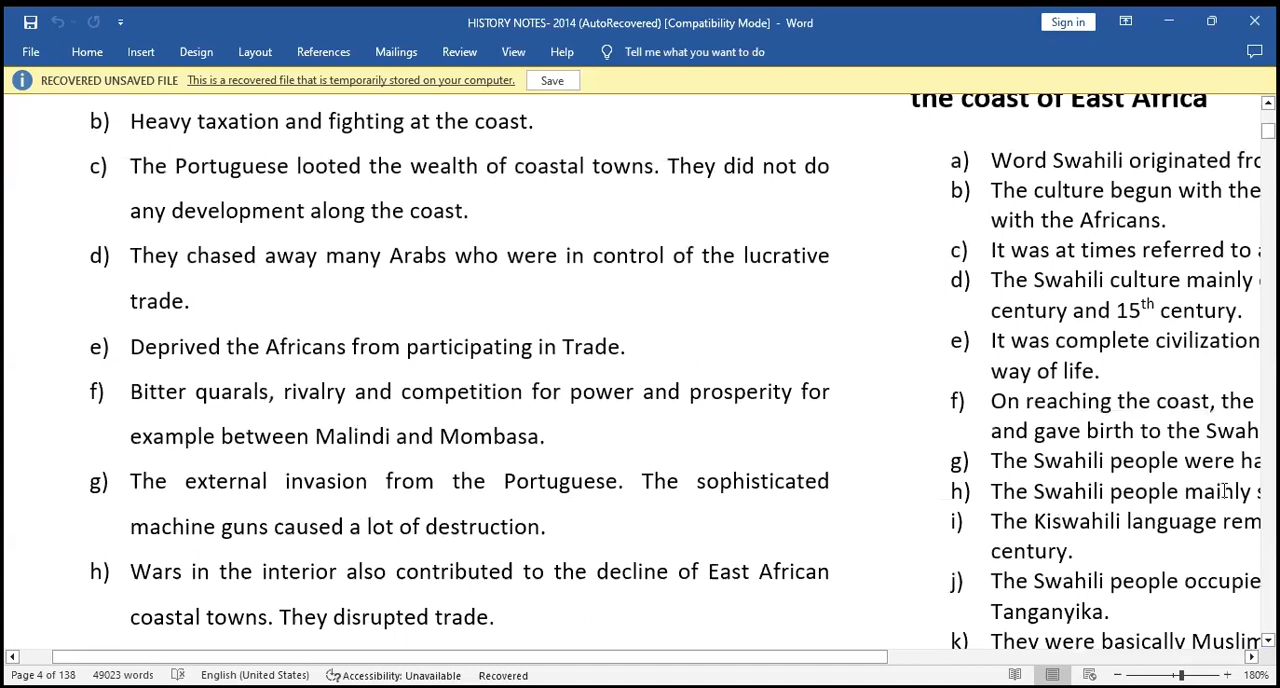 HISTORY NOTES- 2014 (AutoRecovered) [Compatibility Mode] - Word
Sign in
File Home Insert Design Layout References Mailings Review View Help Tell me what you want to do
RECOVERED UNSAVED FILE This is a recovered file that is temporarily stored on your computer. Save
b) Heavy taxation and fighting at the coast.
c) The Portuguese looted the wealth of coastal towns. They did not do
any development along the coast.
d) They chased away many Arabs who were in control of the lucrative
trade.
e) Deprived the Africans from participating in Trade.
f) Bitter quarals, rivalry and competition for power and prosperity for
example between Malindi and Mombasa.
g) The external invasion from the Portuguese. The sophisticated
machine guns caused a lot of destruction.
h) Wars in the interior also contributed to the decline of East African
coastal towns. They disrupted trade.
the coast of East Africa
a) Word Swahili originated
b) The culture begun with the
with the Africans.
c) It was at times referred to
d) The Swahili culture mainly
century and 15th century.
e) It was complete civilization
way of life.
f) On reaching the coast, the
and gave birth to the
g) The Swahili people were
h) The Swahili people mainly
i) The Kiswahili language
century.
j) The Swahili people
Tanganyika.
k) They were basically
Page 4 of 138 49023 words English (United States) Accessibility: Unavailable Recovered 180%